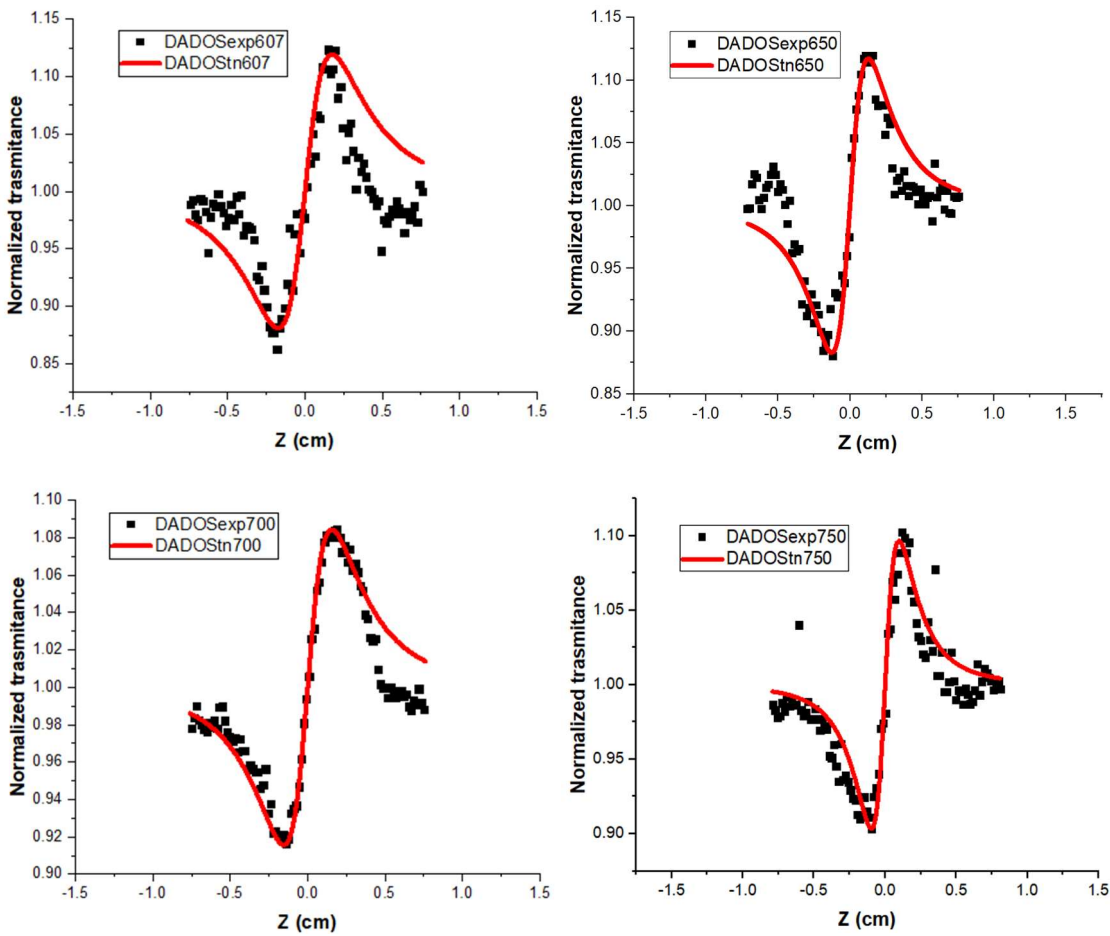 1.15
1.10
1.05
1.00
0.95
0.90
0.85
Normalized trasmitance
DADOSexp607
DADOStn607
-1.5 -1.0 -0.5 0.0 0.5 1.0 1.5
Z (cm)
1.15
1.10
1.05
1.00
0.95
0.90
0.85
Normalized trasmitance
DADOSexp650
DADOStn650
-1.5 -1.0 -0.5 0.0 0.5 1.0 1.5
Z (cm)
1.10
1.08
1.06
1.04
1.02
1.00
0.98
0.96
0.94
0.92
0.90
Normalized trasmitance
DADOSexp700
DADOStn700
-1.5 -1.0 -0.5 0.0 0.5 1.0 1.5
Z (cm)
1.10
1.05
1.00
0.95
0.90
Normalized trasmitance
DADOSexp750
DADOStn750
-1.5 -1.0 -0.5 0.0 0.5 1.0 1.5
Z (cm)